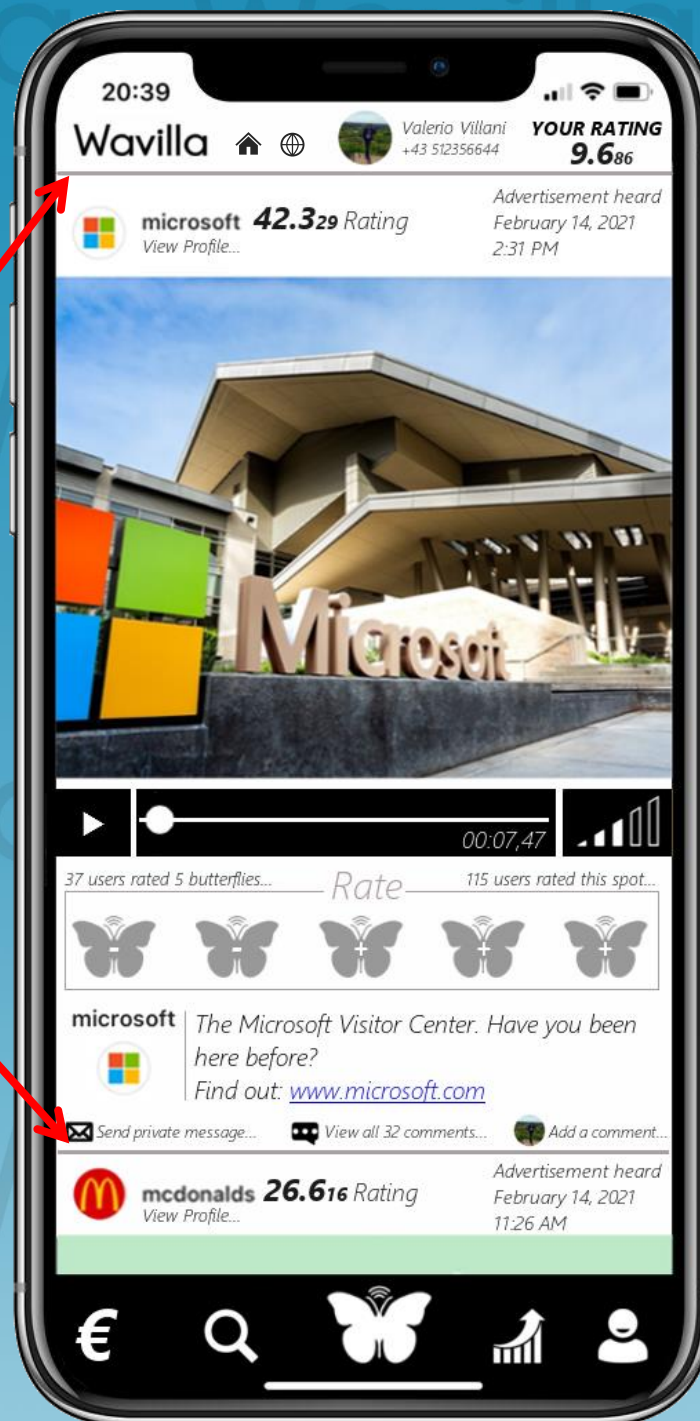 20:39
Wavilla
Valerio Villani
+43 512356644
YOUR RATING
9.686
microsoft 42.329 Rating
View Profile...
Advertisement heard
February 14, 2021
2:31 PM
Microsoft
00:07,47
37 users rated 5 butterflies...
Rate
115 users rated this spot...
- - + + +
microsoft
The Microsoft Visitor Center. Have you been
here before?
Find out: www.microsoft.com
Send private message...
View all 32 comments...
Add a comment...
mcdonalds 26.616 Rating
View Profile...
Advertisement heard
February 14, 2021
11:26 AM
€